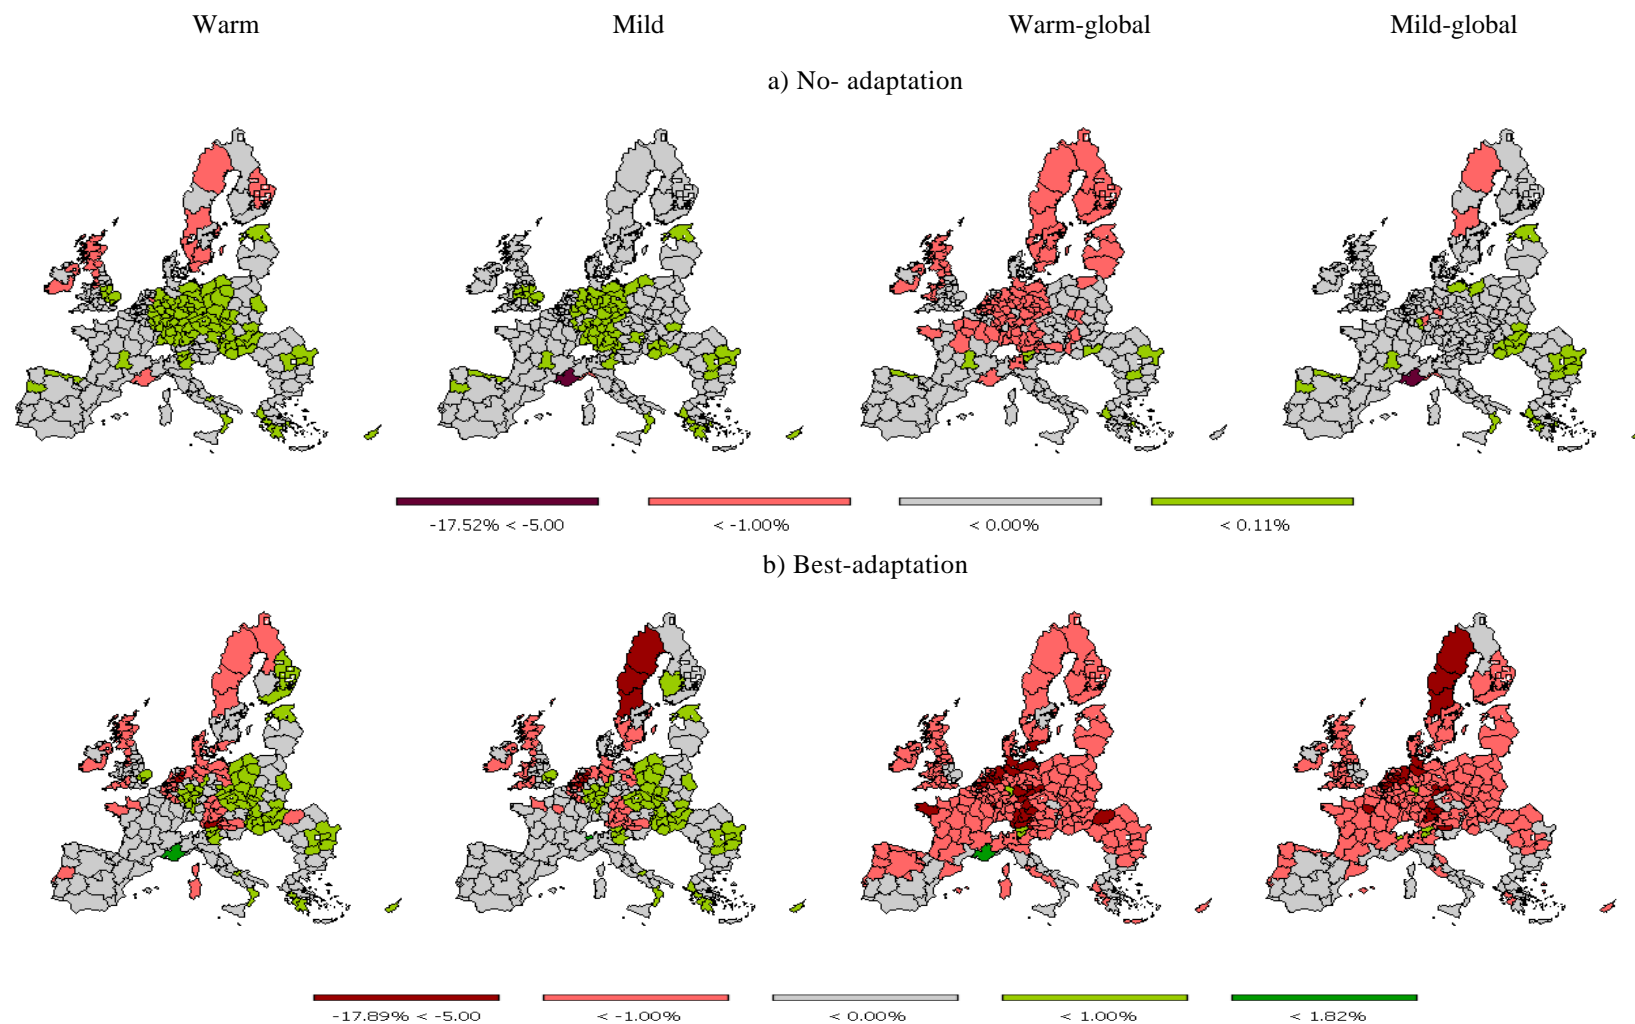 Warm Mild Warm-global Mild-global
a) No- adaptation
-17.52% < -5.00 < -1.00% < 0.00% < 0.11%
b) Best-adaptation
-17.89% < -5.00 < -1.00% < 0.00% < 1.00% < 1.82%